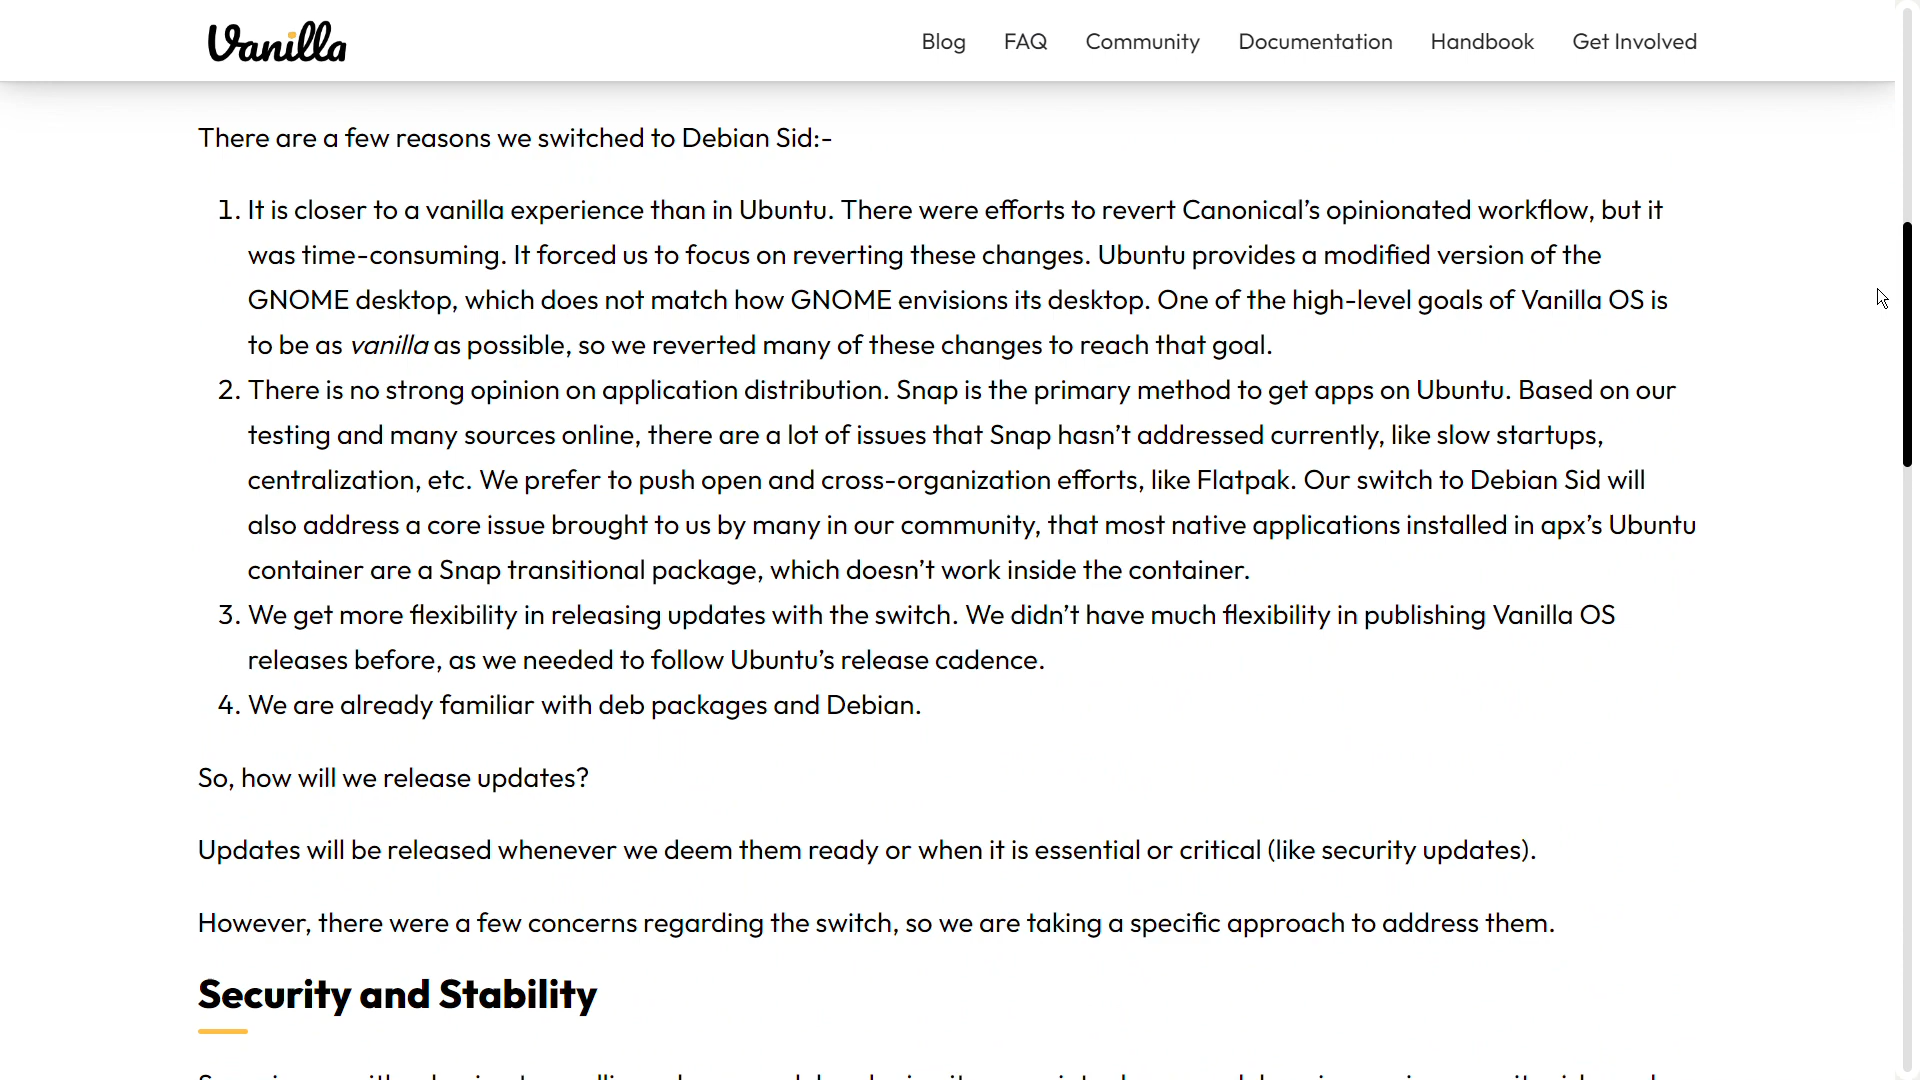 Vanilla
Blog FAQ Community Documentation Handbook Get Involved
There are a few reasons we switched to Debian Sid:-
1. It is closer to a vanilla experience than in Ubuntu. There were efforts to revert Canonical’s opinionated workflow, but it
was time-consuming. It forced us to focus on reverting these changes. Ubuntu provides a modified version of the
GNOME desktop, which does not match how GNOME envisions its desktop. One of the high-level goals of Vanilla OS is
to be as vanilla as possible, so we reverted many of these changes to reach that goal.
2. There is no strong opinion on application distribution. Snap is the primary method to get apps on Ubuntu. Based on our
testing and many sources online, there are a lot of issues that Snap hasn’t addressed currently, like slow startups,
centralization, etc. We prefer to push open and cross-organization efforts, like Flatpak. Our switch to Debian Sid will
also address a core issue brought to us by many in our community, that most native applications installed in apx’s Ubuntu
container are a Snap transitional package, which doesn’t work inside the container.
3. We get more flexibility in releasing updates with the switch. We didn’t have much flexibility in publishing Vanilla OS
releases before, as we needed to follow Ubuntu’s release cadence.
4. We are already familiar with deb packages and Debian.
So, how will we release updates?
Updates will be released whenever we deem them ready or when it is essential or critical (like security updates).
However, there were a few concerns regarding the switch, so we are taking a specific approach to address them.
Security and Stability